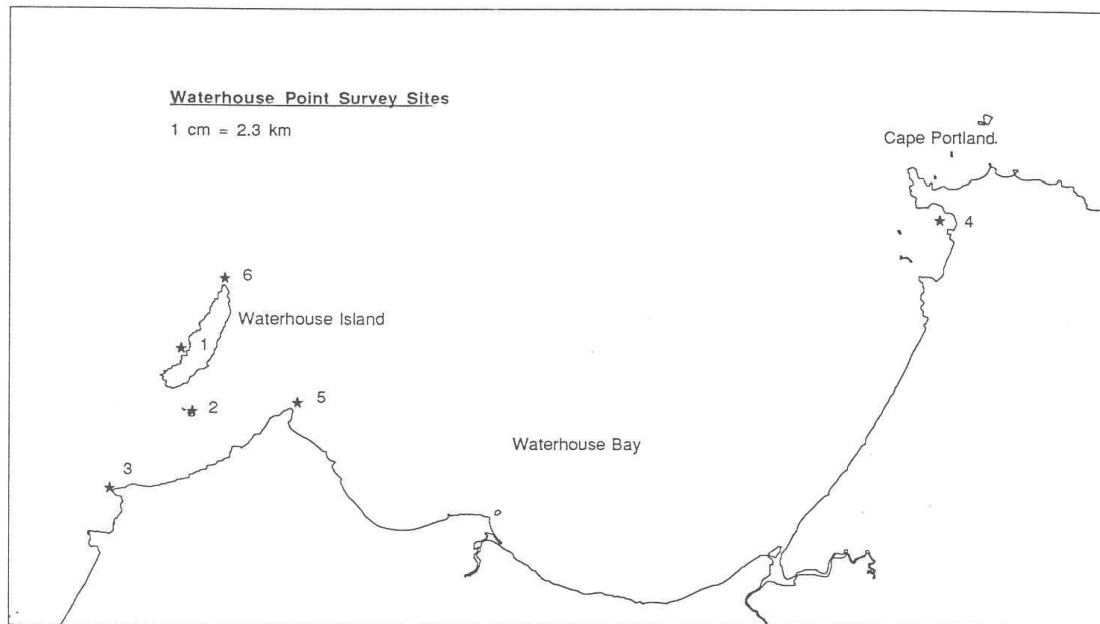 Waterhouse Point Survey Sites
1 cm = 2.3 km
Cape Portland.
4
6
Waterhouse Island
1
2
5
Waterhouse Bay
3